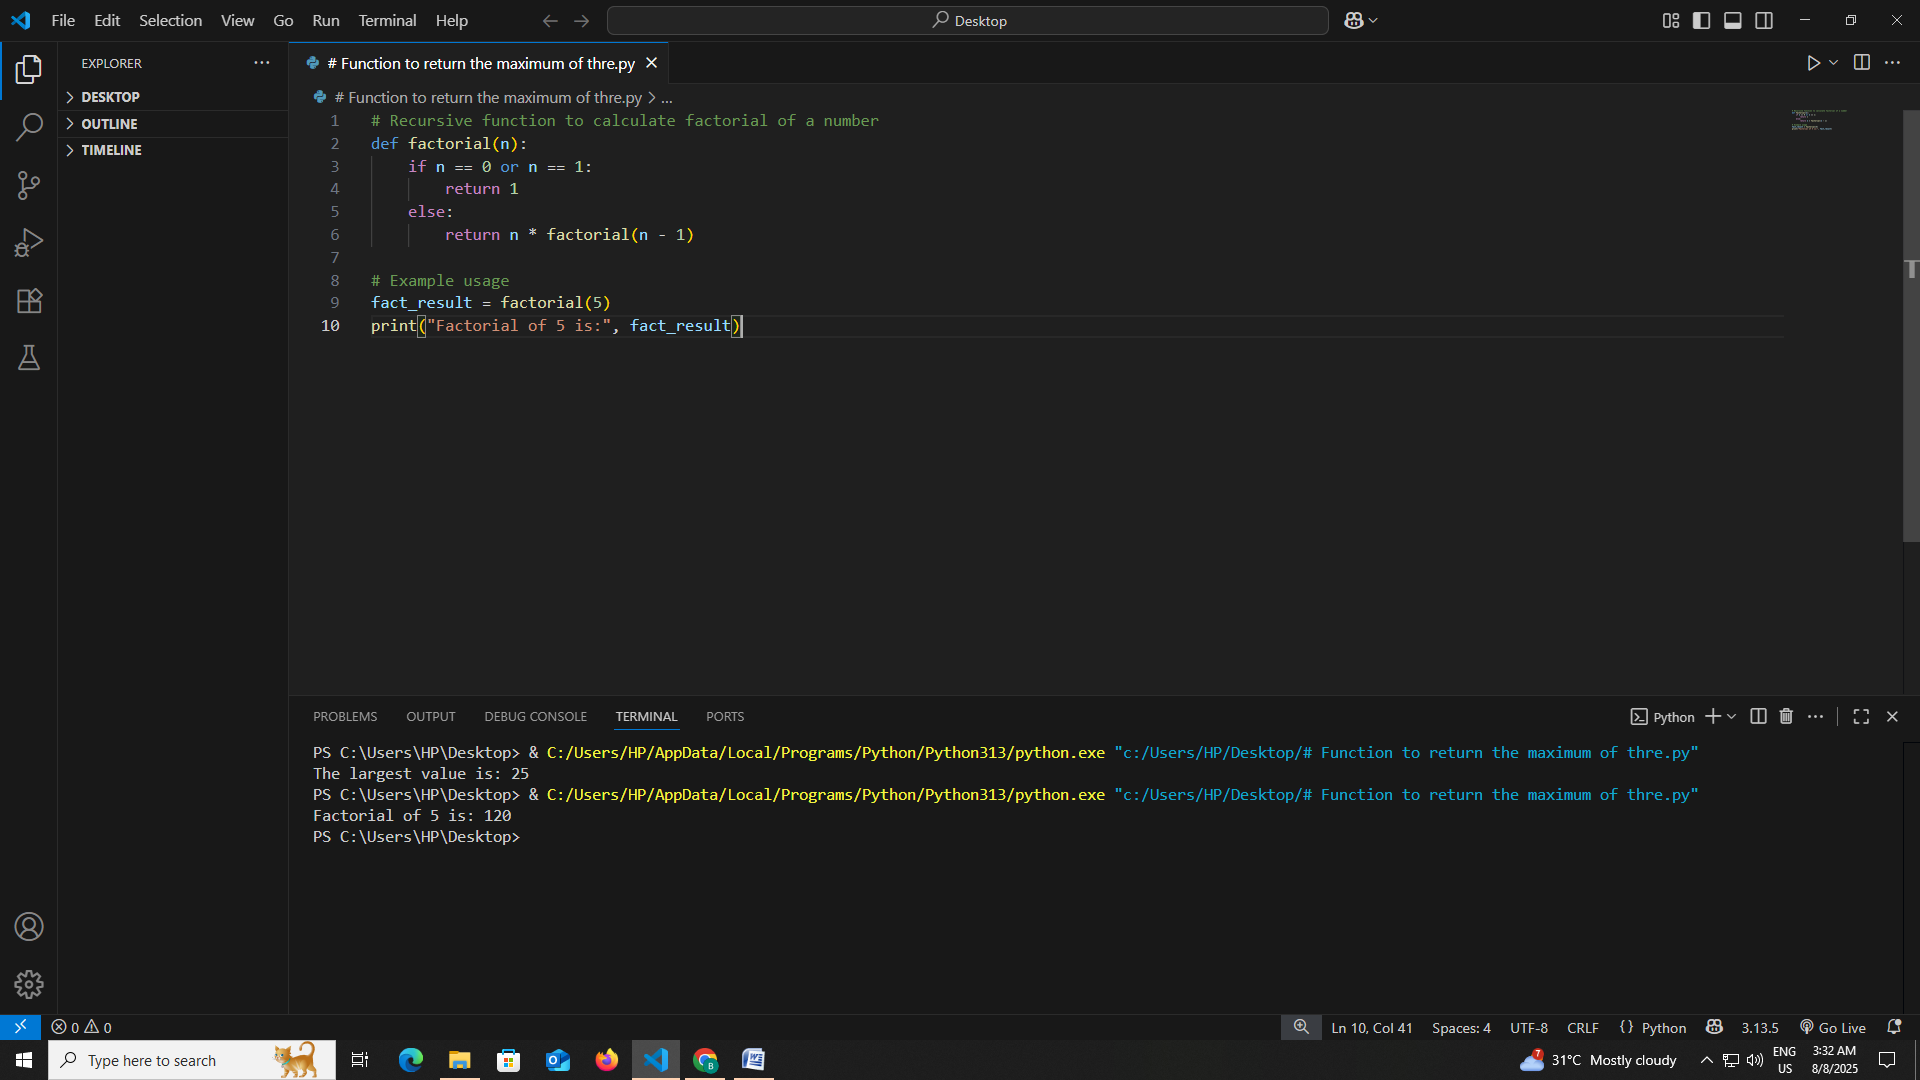 File Edit Selection View Go Run Terminal Help
Desktop
EXPLORER
DESKTOP
OUTLINE
TIMELINE
# Function to return the maximum of thre.py
# Function to return the maximum of thre.py > ...
1 # Recursive function to calculate factorial of a number
2 def factorial(n):
3 if n == 0 or n == 1:
4 return 1
5 else:
6 return n * factorial(n - 1)
7
8 # Example usage
9 fact_result = factorial(5)
10 print("Factorial of 5 is:", fact_result)
PROBLEMS OUTPUT DEBUG CONSOLE TERMINAL PORTS
Python
PS C:\Users\HP\Desktop> & C:/Users/HP/AppData/Local/Programs/Python/Python313/python.exe "c:/Users/HP/Desktop/# Function to return the maximum of thre.py"
The largest value is: 25
PS C:\Users\HP\Desktop> & C:/Users/HP/AppData/Local/Programs/Python/Python313/python.exe "c:/Users/HP/Desktop/# Function to return the maximum of thre.py"
Factorial of 5 is: 120
PS C:\Users\HP\Desktop>
0 0
Ln 10, Col 41 Spaces: 4 UTF-8 CRLF {} Python 3.13.5 Go Live
Type here to search
7
31°C Mostly cloudy
ENG
US
3:32 AM
8/8/2025